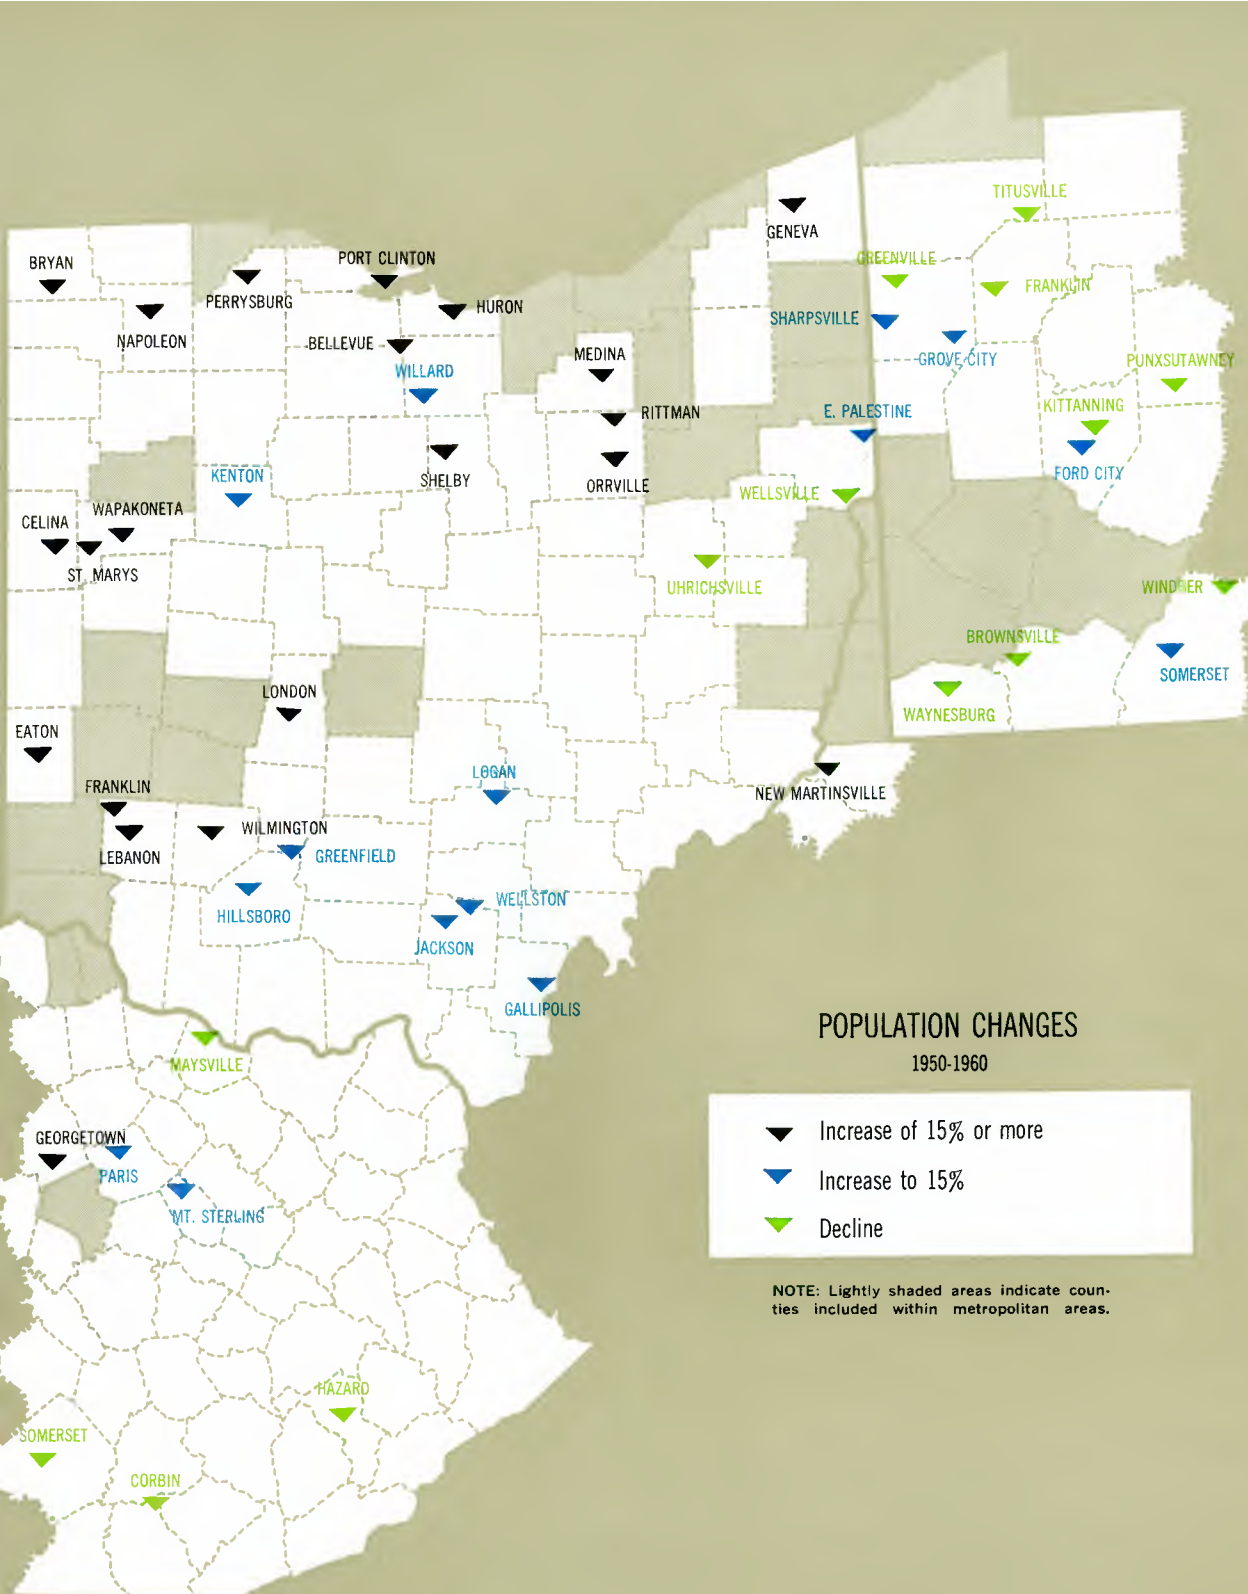 TITUSVILLE
GENEVA
GREENVILLE
PORT CLINTON
BRYAN
FRANKLIN
PERRYSBURG
HURON
SHARPSVILLE
NAPOLEON
BELLEVUE
MEDINA
GROVE CITY
PUNXSUTAWNEY
WILLARD
KITTANNING
RITTMAN
E. PALESTINE
FORD CITY
KENTON
SHELBY
ORRVILLE
WELLSVILLE
WAPAKONETA
CELINA
ST. MARYS
UHRICHSVILLE
WINDBER
BROWNSVILLE
SOMERSET
LONDON
WAYNESBURG
EATON
LOGAN
FRANKLIN
NEW MARTINSVILLE
WILMINGTON
LEBANON
GREENFIELD
WELLSTON
HILLSBORO
JACKSON
GALLIPOLIS
POPULATION CHANGES
1950-1960
MAYSVILLE
Increase of 15% or more
GEORGETOWN
PARIS
Increase to 15%
MT. STERLING
Decline
NOTE: Lightly shaded areas indicate coun-
ties included within metropolitan areas.
HAZARD
SOMERSET
CORBIN